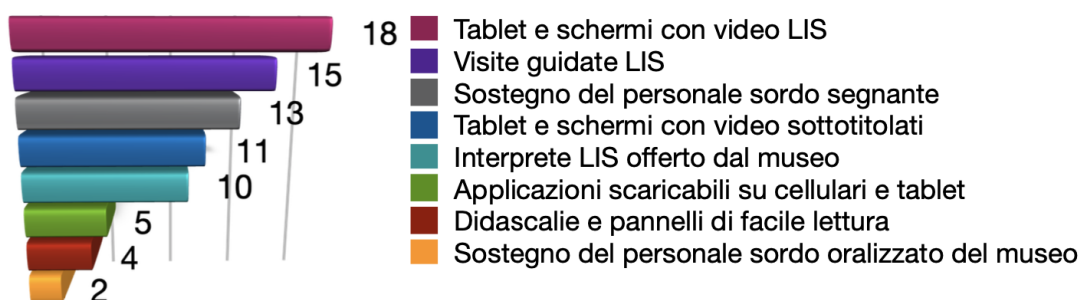 18
15
13
11
10
5
4
2
Tablet e schermi con video LIS
Visite guidate LIS
Sostegno del personale sordo segnante
Tablet e schermi con video sottotitolati
Interprete LIS offerto dal museo
Applicazioni scaricabili su cellulari e tablet
Didascalie e pannelli di facile lettura
Sostegno del personale sordo oralizzato del museo